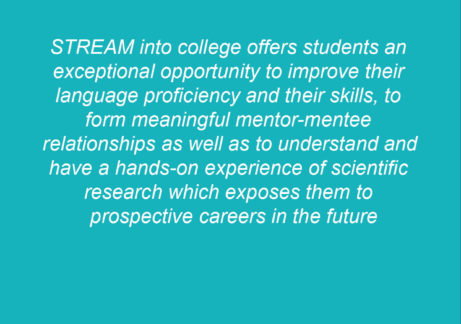 STREAM into college offers students an
exceptional opportunity to improve their
language proficiency and their skills, to
form meaningful mentor-mentee
relationships as well as to understand and
have a hands-on experience of scientific
research which exposes them to
prospective careers in the future